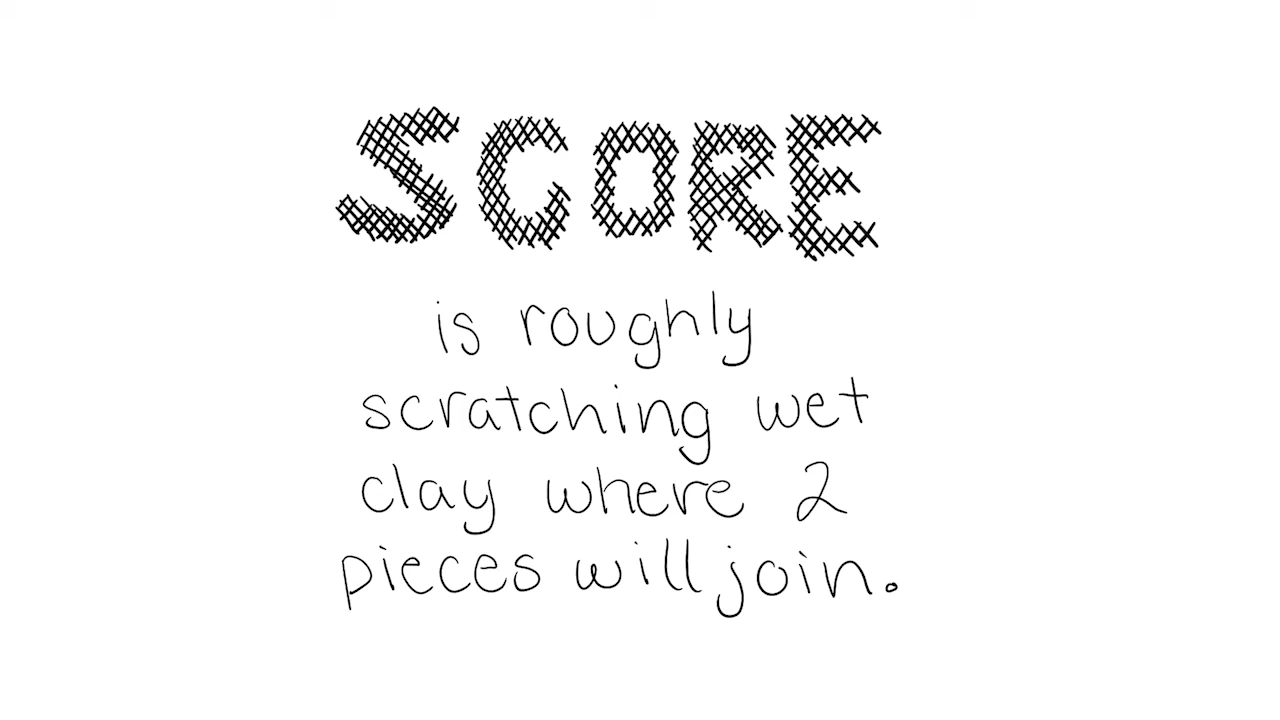 SCORE
is roughly
scratching wet
clay where 2
pieces will join.